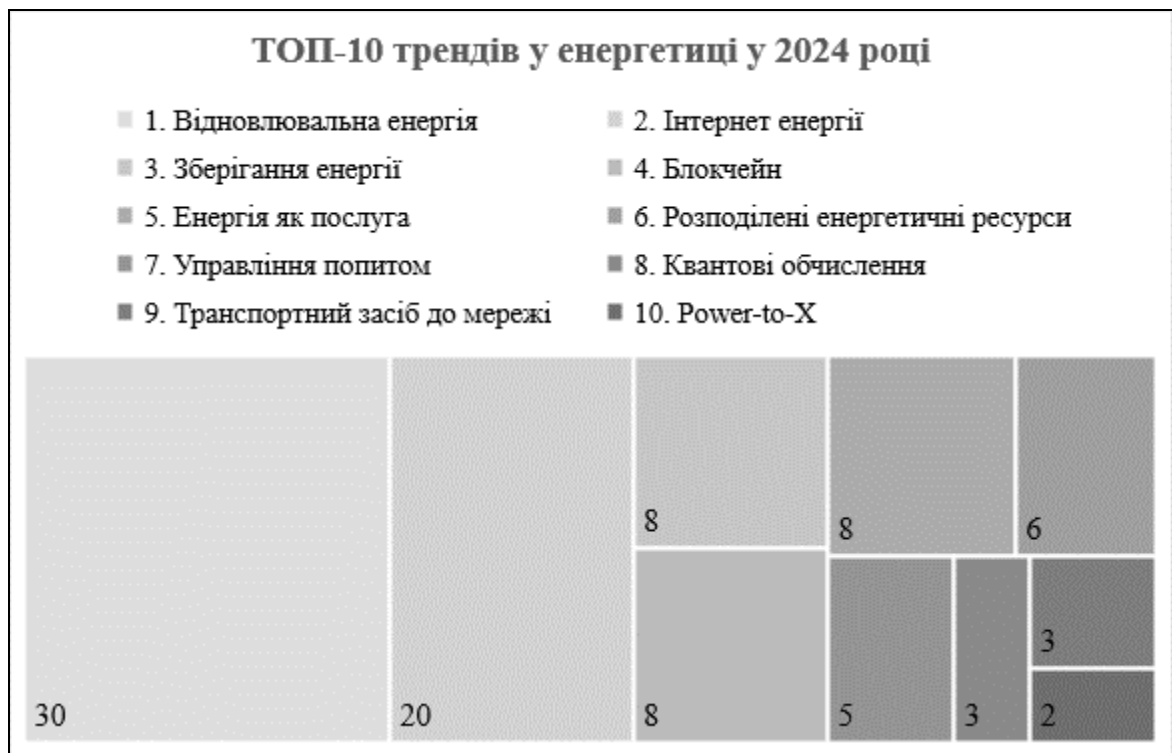 ТОП-10 трендів у енергетиці у 2024 році
1. Відновлювальна енергія
2. Інтернет енергії
3. Зберігання енергії
4. Блокчейн
5. Енергія як послуга
6. Розподілені енергетичні ресурси
7. Управління попитом
8. Квантові обчислення
9. Транспортний засіб до мережі
10. Power-to-X
8
8
6
3
30
20
8
5
3
2